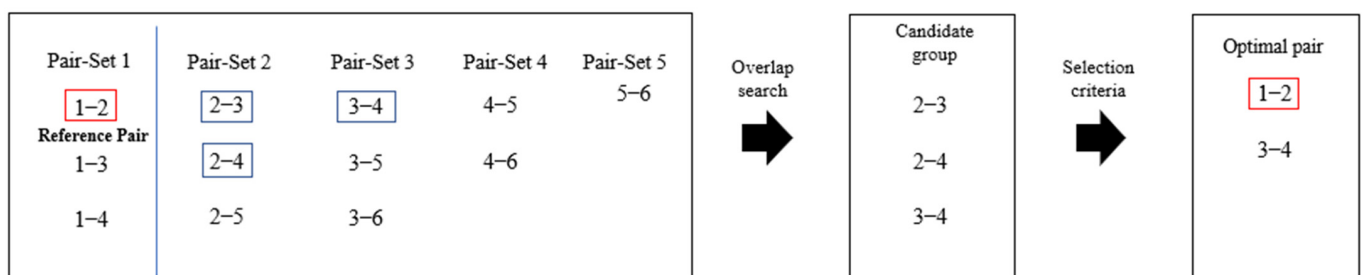 Pair-Set 1 Pair-Set 2 Pair-Set 3 Pair-Set 4 Pair-Set 5
1−2 2−3 3−4 4−5 5−6
Reference Pair
1−3 2−4 3−5 4−6
1−4 2−5 3−6
Overlap
search
Candidate
group
2−3
2−4
3−4
Selection
criteria
Optimal pair
1−2
3−4